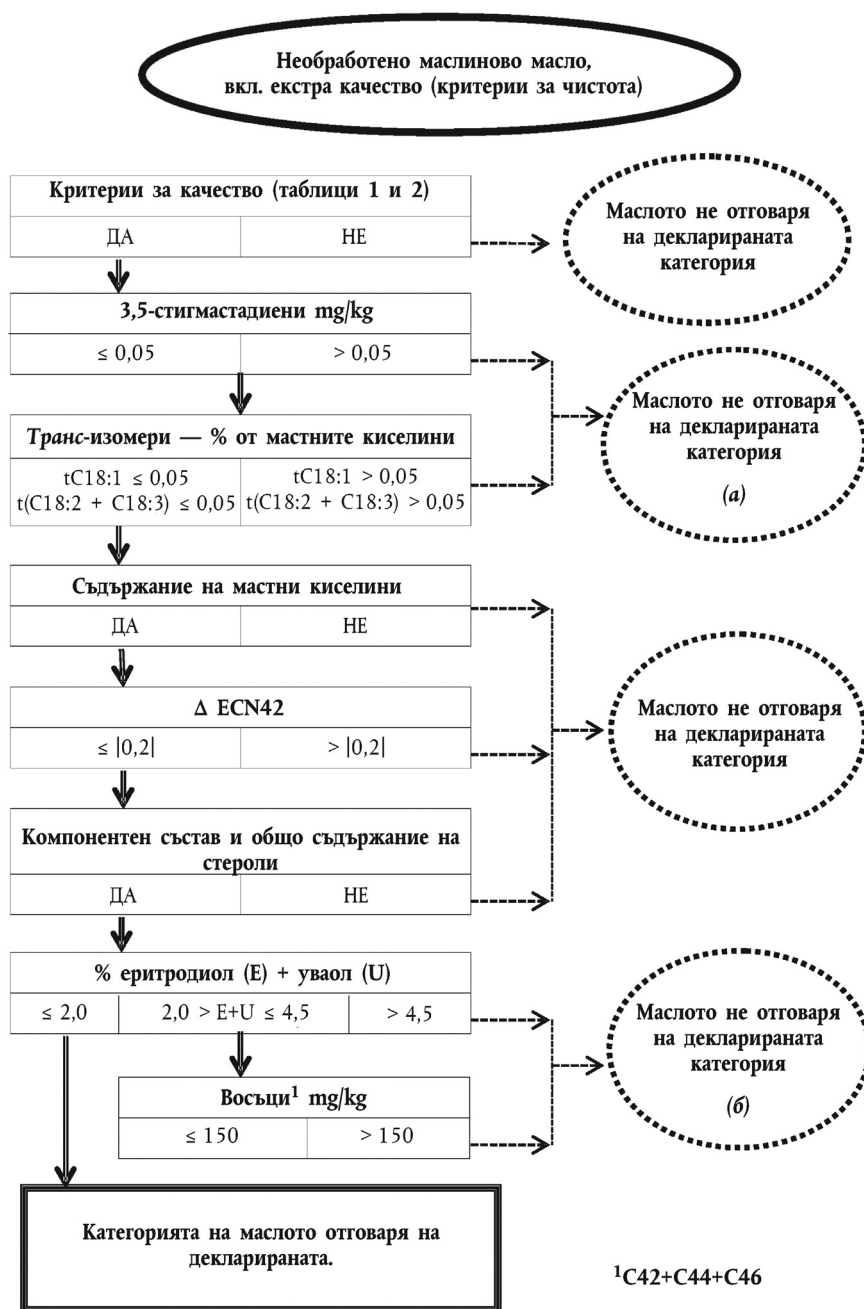 Необработено маслиново масло,
вкл. екстра качество (критерии за чистота)
Критерии за качество (таблици 1 и 2)
ДА НЕ
Маслото не отговаря
на декларираната
категория
3,5-стигмастадиени mg/kg
≤ 0,05 > 0,05
Транс-изомери — % от мастните киселини
tC18:1 ≤ 0,05 tC18:1 > 0,05
t(C18:2 + C18:3) ≤ 0,05 t(C18:2 + C18:3) > 0,05
Маслото не отговаря
на декларираната
категория
(а)
Съдържание на мастни киселини
ДА НЕ
Δ ECN42
≤ |0,2| > |0,2|
Маслото не отговаря
на декларираната
категория
Компонентен състав и общо съдържание на
стероли
ДА НЕ
% еритродиол (E) + уваол (U)
≤ 2,0 2,0 > E+U ≤ 4,5 > 4,5
Маслото не отговаря
на декларираната
категория
(б)
Восъци¹ mg/kg
≤ 150 > 150
Категорията на маслото отговаря на
декларираната.
¹C42+C44+C46